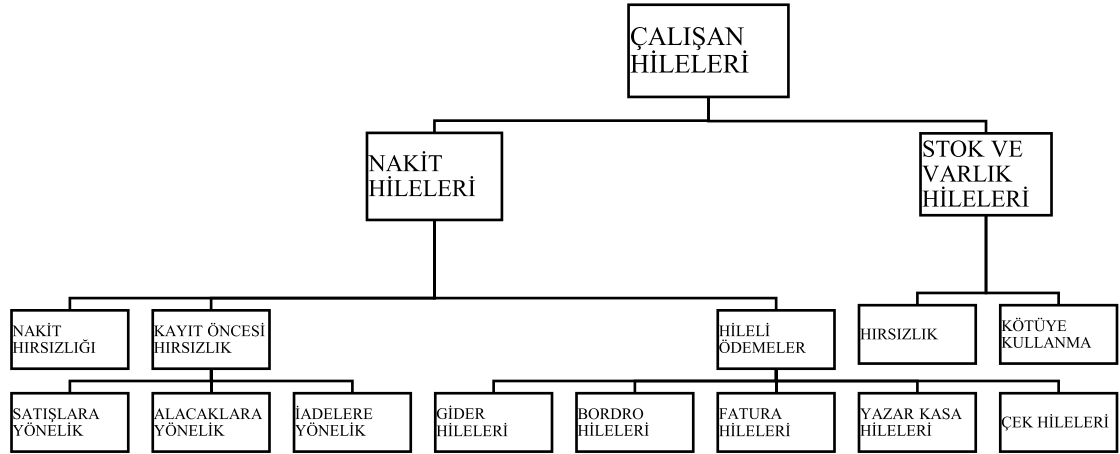 ÇALIŞAN
HİLELERİ
NAKİT
HİLELERİ
STOK VE
VARLIK
HİLELERİ
NAKİT
HIRSIZLIĞI
KAYIT ÖNCESİ
HIRSIZLIK
HİLELİ
ÖDEMELER
HIRSIZLIK
KÖTÜYE
KULLANMA
SATIŞLARA
YÖNELİK
ALACAKLARA
YÖNELİK
İADELERE
YÖNELİK
GİDER
HİLELERİ
BORDRO
HİLELERİ
FATURA
HİLELERİ
YAZAR KASA
HİLELERİ
ÇEK HİLELERİ